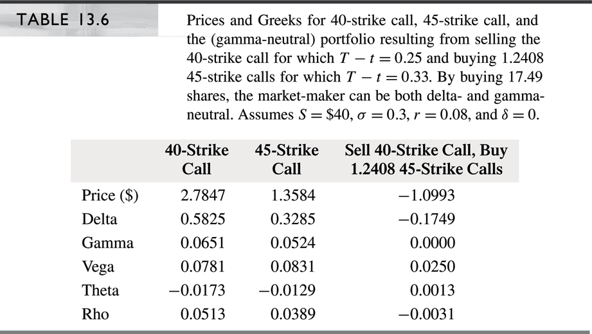 TABLE 13.6
Prices and Greeks for 40-strike call, 45-strike call, and
the (gamma-neutral) portfolio resulting from selling the
40-strike call for which T − t = 0.25 and buying 1.2408
45-strike calls for which T − t = 0.33. By buying 17.49
shares, the market-maker can be both delta- and gamma-
neutral. Assumes S = $40, σ = 0.3, r = 0.08, and δ = 0.
40-Strike 45-Strike Sell 40-Strike Call, Buy
Call Call 1.2408 45-Strike Calls
Price ($) 2.7847 1.3584 −1.0993
Delta 0.5825 0.3285 −0.1749
Gamma 0.0651 0.0524 0.0000
Vega 0.0781 0.0831 0.0250
Theta −0.0173 −0.0129 0.0013
Rho 0.0513 0.0389 −0.0031